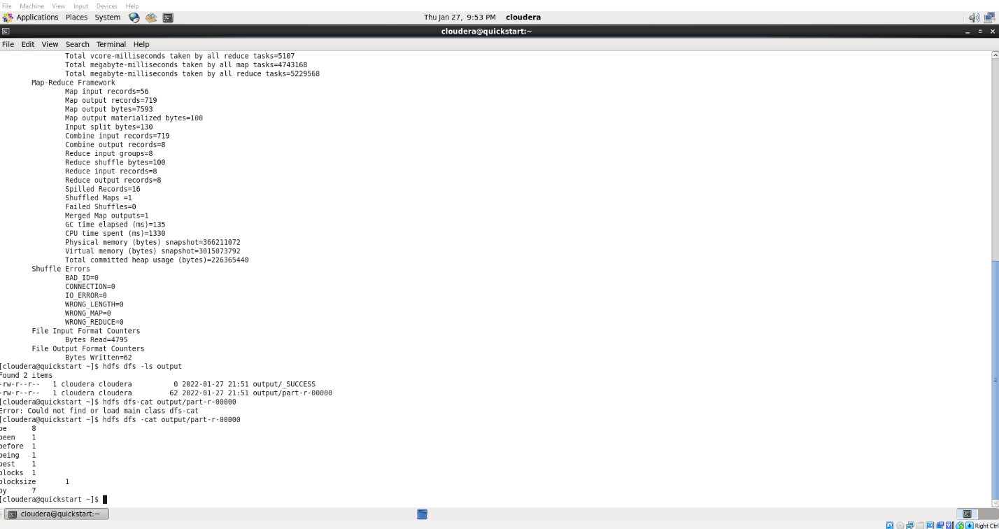 File Machine View Input Devices Help
Applications Places System Thu Jan 27, 9:53 PM cloudera
cloudera@quickstart:~
File Edit View Search Terminal Help
Total vcore-milliseconds taken by all reduce tasks=5107
Total megabyte-milliseconds taken by all map tasks=4743168
Total megabyte-milliseconds taken by all reduce tasks=5229568
Map-Reduce Framework
Map input records=56
Map output records=719
Map output bytes=7593
Map output materialized bytes=100
Input split bytes=130
Combine input records=719
Combine output records=8
Reduce input groups=8
Reduce shuffle bytes=100
Reduce input records=8
Reduce output records=8
Spilled Records=16
Shuffled Maps =1
Failed Shuffles=0
Merged Map outputs=1
GC time elapsed (ms)=135
CPU time spent (ms)=1330
Physical memory (bytes) snapshot=366211072
Virtual memory (bytes) snapshot=3015073792
Total committed heap usage (bytes)=226365440
Shuffle Errors
BAD_ID=0
CONNECTION=0
IO_ERROR=0
WRONG_LENGTH=0
WRONG_MAP=0
WRONG_REDUCE=0
File Input Format Counters
Bytes Read=4795
File Output Format Counters
Bytes Written=62
[cloudera@quickstart ~]$ hdfs dfs -ls output
Found 2 items
-rw-r--r-- 1 cloudera cloudera 0 2022-01-27 21:51 output/_SUCCESS
-rw-r--r-- 1 cloudera cloudera 62 2022-01-27 21:51 output/part-r-00000
[cloudera@quickstart ~]$ hdfs dfs-cat output/part-r-00000
Error: Could not find or load main class dfs-cat
[cloudera@quickstart ~]$ hdfs dfs -cat output/part-r-00000
be 8
been 1
before 1
being 1
best 1
blocks 1
blocksize 1
by 7
[cloudera@quickstart ~]$
cloudera@quickstart:~
Right Ctrl